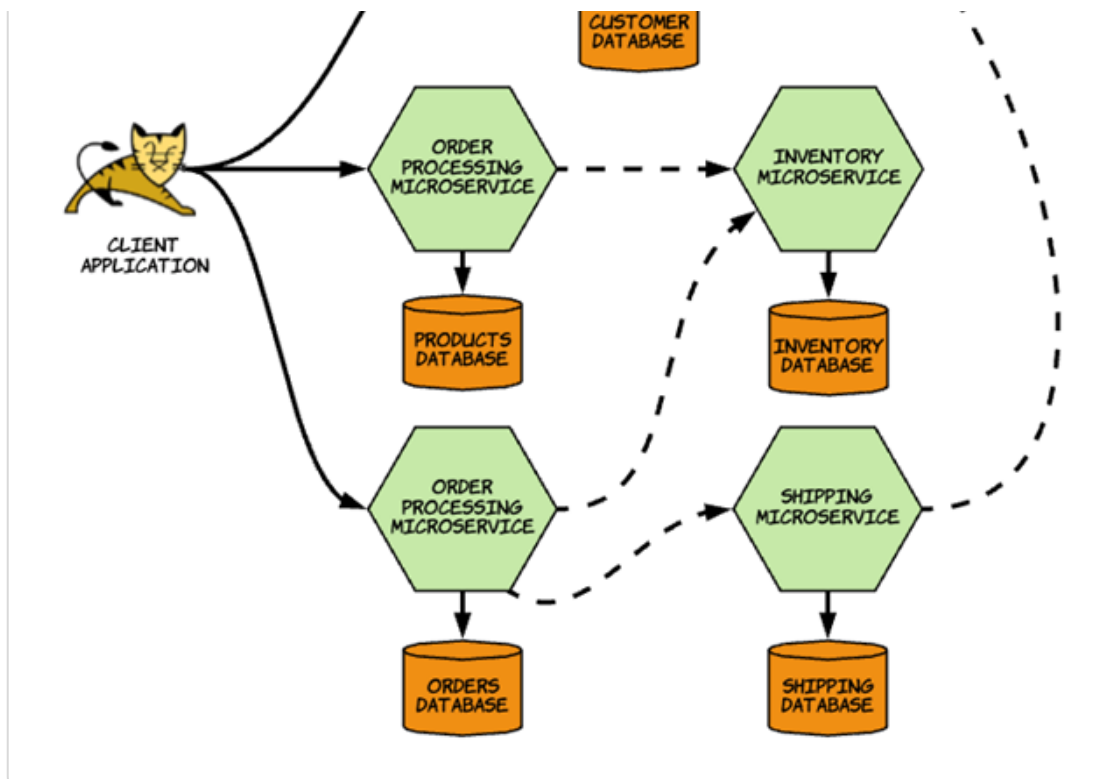 CUSTOMER
DATABASE
ORDER
PROCESSING
MICROSERVICE
INVENTORY
MICROSERVICE
CLIENT
APPLICATION
PRODUCTS
DATABASE
INVENTORY
DATABASE
ORDER
PROCESSING
MICROSERVICE
SHIPPING
MICROSERVICE
ORDERS
DATABASE
SHIPPING
DATABASE